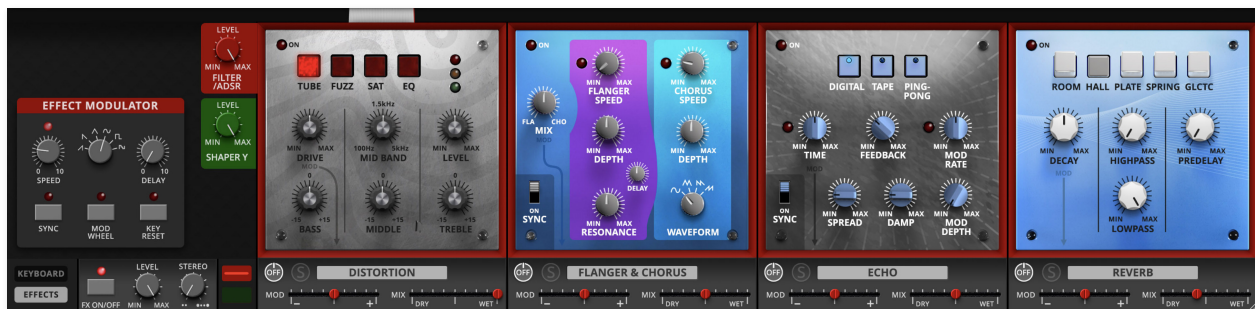 LEVEL
MIN MAX
FILTER
/ADSR
LEVEL
MIN MAX
SHAPER Y
EFFECT MODULATOR
0 10
SPEED
0 10
DELAY
SYNC
MOD
WHEEL
KEY
RESET
KEYBOARD
EFFECTS
FX ON/OFF
LEVEL
MIN MAX
STEREO
ON
TUBE FUZZ SAT EQ
MIN MAX
DRIVE
MOD
1.5kHz
100Hz 5kHz
MID BAND
MIN MAX
LEVEL
0
-15 +15
BASS
0
-15 +15
MIDDLE
0
-15 +15
TREBLE
OFF S DISTORTION
MOD - +
MIX DRY WET
ON
FLA CHO
MIX
MOD
ON
SYNC
MIN MAX
FLANGER
SPEED
MIN MAX
DEPTH
DELAY
MIN MAX
RESONANCE
MIN MAX
CHORUS
SPEED
MIN MAX
DEPTH
WAVEFORM
OFF S FLANGER & CHORUS
MOD - +
MIX DRY WET
ON
DIGITAL TAPE PING-
PONG
MIN MAX
TIME
MOD
MIN MAX
FEEDBACK
MIN MAX
MOD
RATE
ON
SYNC
MIN MAX
SPREAD
MIN MAX
DAMP
MIN MAX
MOD
DEPTH
OFF S ECHO
MOD - +
MIX DRY WET
ON
ROOM HALL PLATE SPRING GLCTC
MIN MAX
DECAY
MOD
MIN MAX
HIGHPASS
MIN MAX
PREDELAY
MIN MAX
LOWPASS
OFF S REVERB
MOD - +
MIX DRY WET